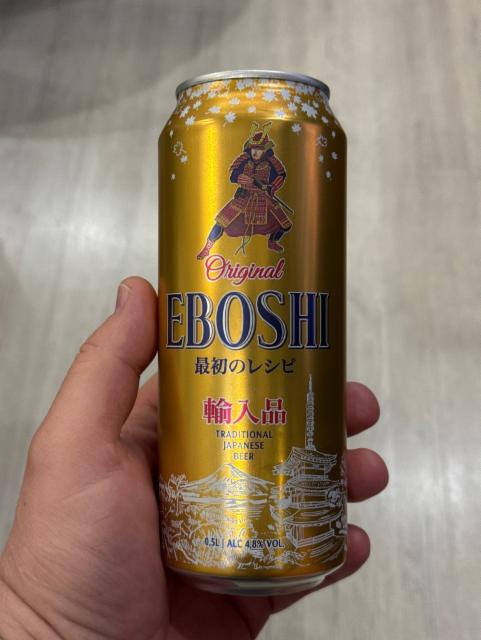 Original
EBOSHI
最初のレシピ
輸入品
TRADITIONAL
JAPANESE
BEER
0,5L | ALC 4,8% VOL.